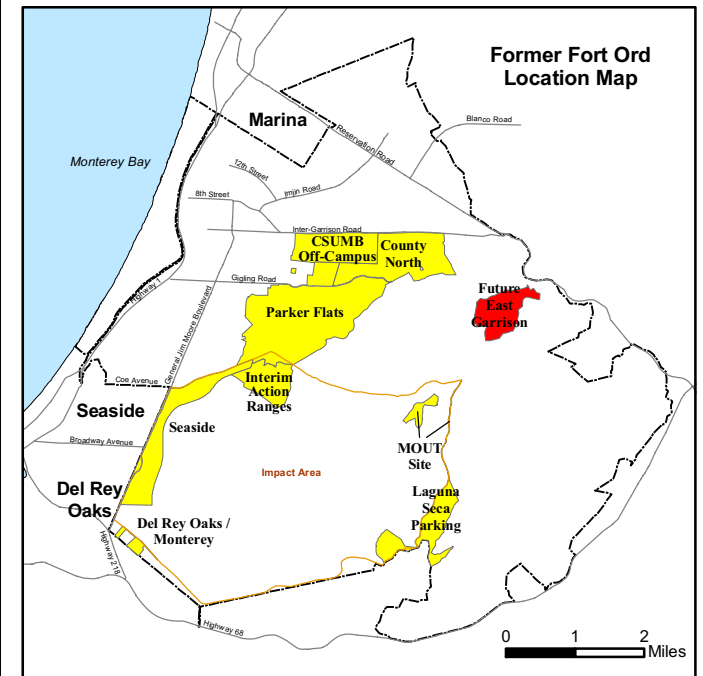 Former Fort Ord
Location Map
Marina
Blanco Road
Reservation Road
Monterey Bay
12th Street
Imjin Road
8th Street
Inter-Garrison Road
CSUMB
Off-Campus
County
North
Gigling Road
Highway 1
General Jim Moore Boulevard
Future
East
Garrison
Parker Flats
Coe Avenue
Interim
Action
Ranges
Seaside
Seaside
Broadway Avenue
MOUT
Site
Impact Area
Del Rey
Oaks
Laguna
Seca
Parking
Del Rey Oaks /
Monterey
Highway 218
Highway 68
0 1 2
Miles